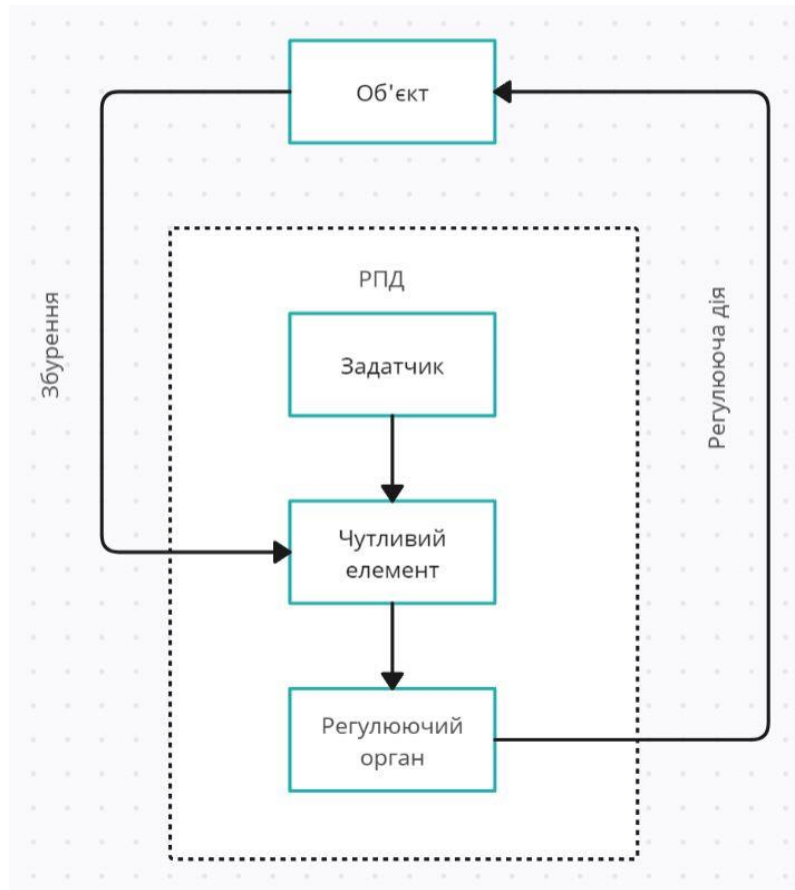 Об'єкт
РПД
Збурення
Регулююча дія
Задатчик
Чутливий
елемент
Регулюючий
орган